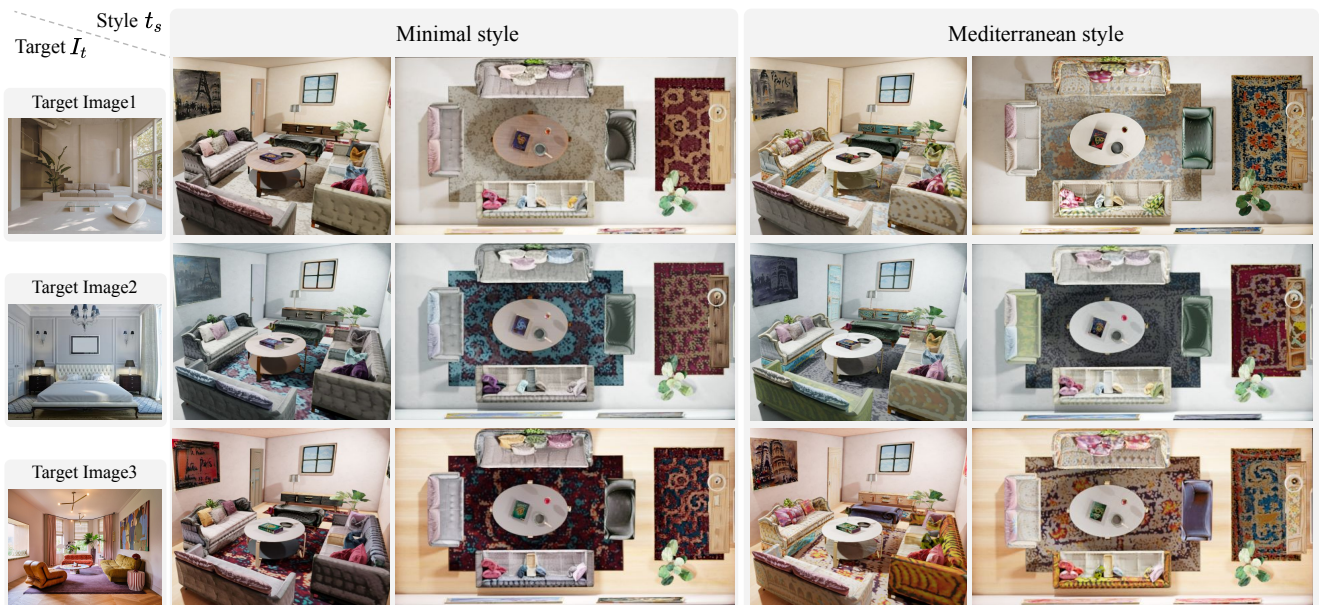 Style t_s
Target I_t
Minimal style
Mediterranean style
Target Image1
Target Image2
Target Image3